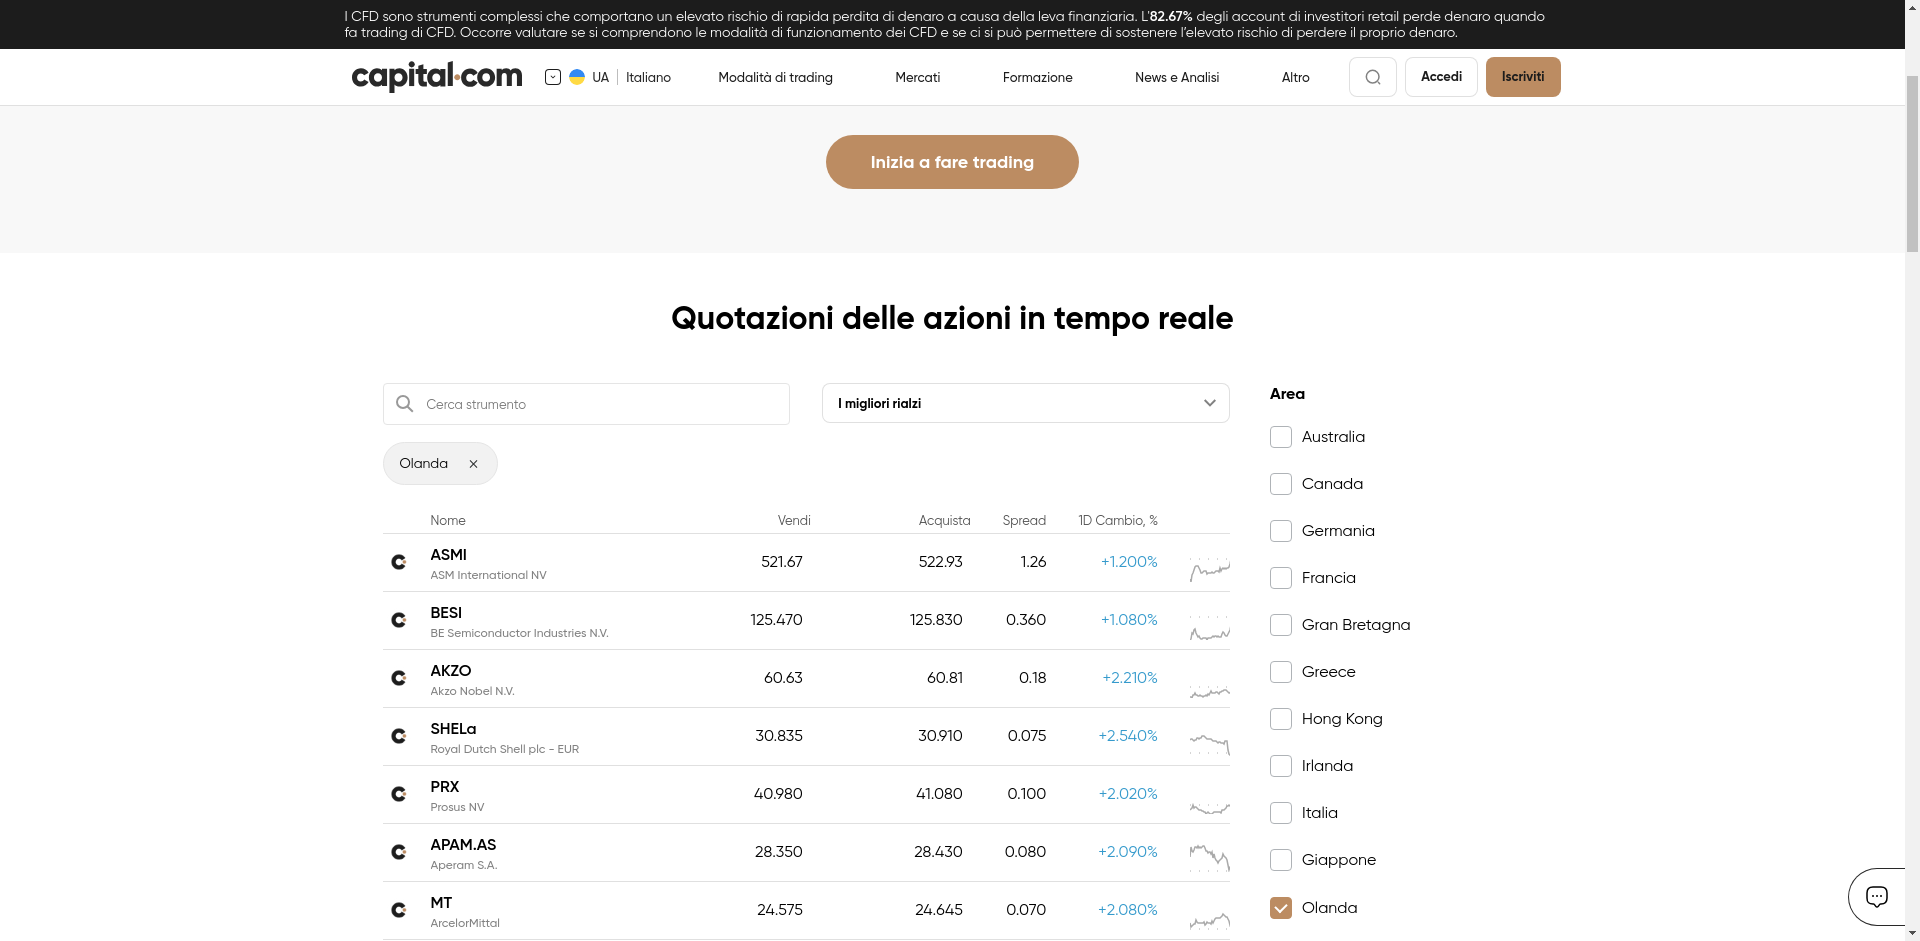 I CFD sono strumenti complessi che comportano un elevato rischio di rapida perdita di denaro a causa della leva finanziaria. L'82.67% degli account di investitori retail perde denaro quando
fa trading di CFD. Occorre valutare se si comprendono le modalità di funzionamento dei CFD e se ci si può permettere di sostenere l'elevato rischio di perdere il proprio denaro.
capital.com UA Italiano Modalità di trading Mercati Formazione News e Analisi Altro Accedi Iscriviti
Inizia a fare trading
Quotazioni delle azioni in tempo reale
Cerca strumento
I migliori rialzi
Olanda
Nome Vendi Acquista Spread 1D Cambio, %
ASMI 521.67 522.93 1.26 +1.200%
ASM International NV
BESI 125.470 125.830 0.360 +1.080%
BE Semiconductor Industries N.V.
AKZO 60.63 60.81 0.18 +2.210%
Akzo Nobel N.V.
SHELa 30.835 30.910 0.075 +2.540%
Royal Dutch Shell plc - EUR
PRX 40.980 41.080 0.100 +2.020%
Prosus NV
APAM.AS 28.350 28.430 0.080 +2.090%
Aperam S.A.
MT 24.575 24.645 0.070 +2.080%
ArcelorMittal
Area
Australia
Canada
Germania
Francia
Gran Bretagna
Greece
Hong Kong
Irlanda
Italia
Giappone
Olanda